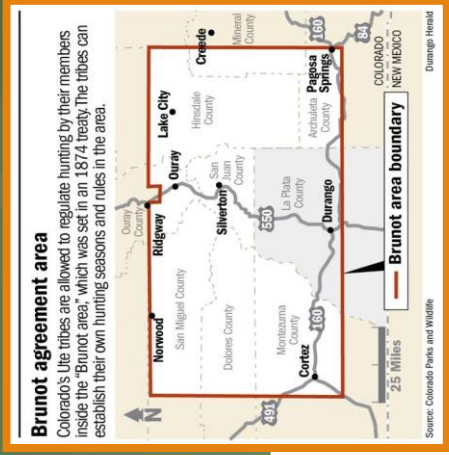 Brunot agreement area
Colorado's Ute tribes are allowed to regulate hunting by their members
inside the "Brunot area," which was set in an 1874 treaty. The tribes can
establish their own hunting seasons and rules in the area.
N
Norwood
Ridgway
Ouray
County
Ouray
Lake City
Creede
Mineral
County
San Miguel County
Hinsdale
County
San
Juan
County
Silverton
Dolores County
160
84
491
Montezuma
County
550
La Plata
County
Archuleta
County
Pagosa
Springs
Cortez
160
Durango
COLORADO
NEW MEXICO
25 Miles
Brunot area boundary
Source: Colorado Parks and Wildlife
Durango Herald